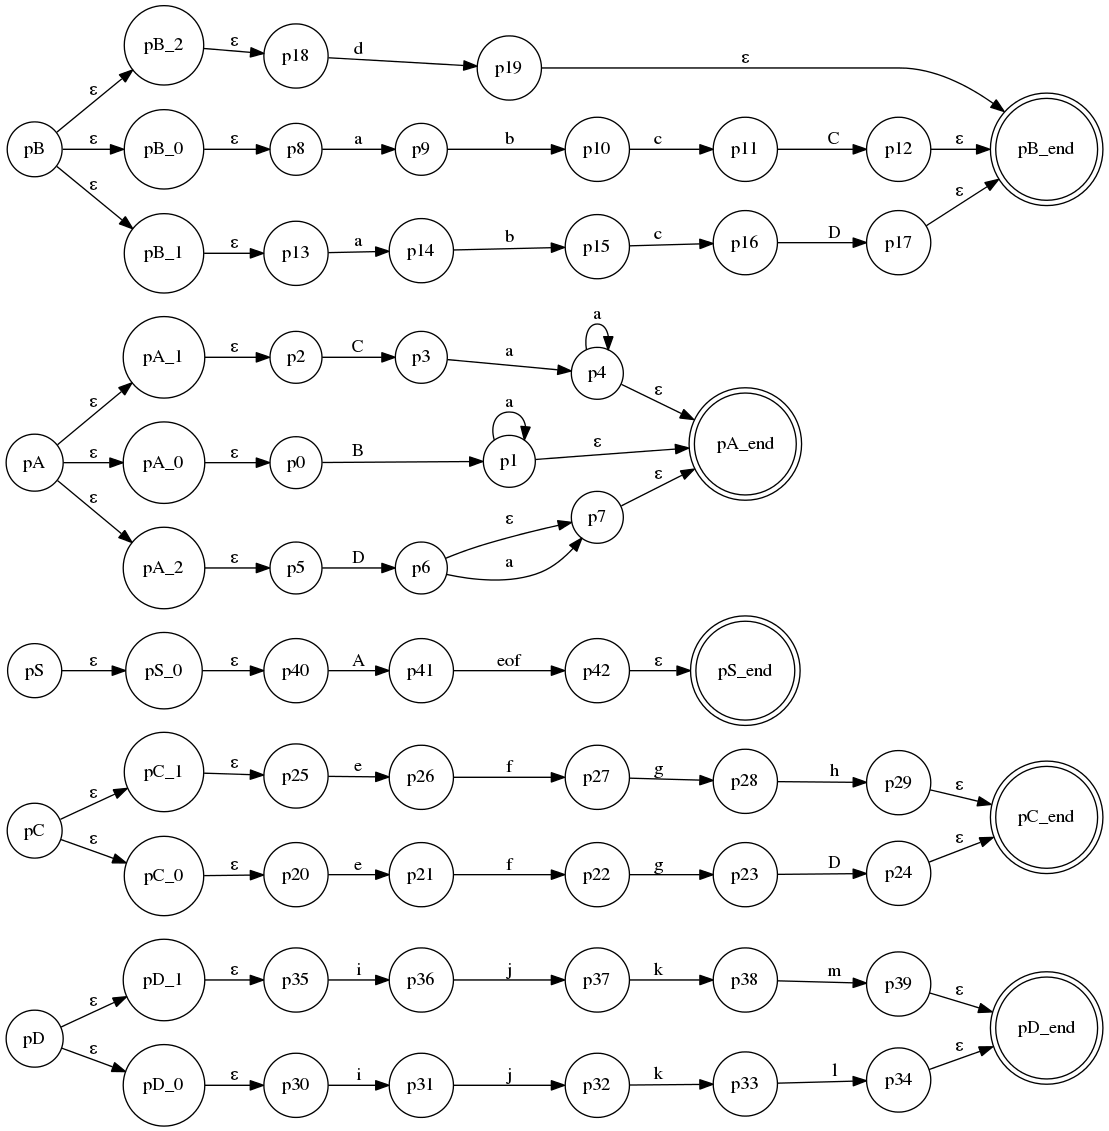 pB ε pB_2 ε p18 d p19 ε
ε pB_0 ε p8 a p9 b p10 c p11 C p12 ε pB_end
ε pB_1 ε p13 a p14 b p15 c p16 D p17 ε
pA ε pA_1 ε p2 C p3 a p4 a ε
ε pA_0 ε p0 B p1 a ε pA_end
ε pA_2 ε p5 D p6 ε a p7 ε
pS ε pS_0 ε p40 A p41 eof p42 ε pS_end
pC ε pC_1 ε p25 e p26 f p27 g p28 h p29 ε pC_end
ε pC_0 ε p20 e p21 f p22 g p23 D p24 ε
pD ε pD_1 ε p35 i p36 j p37 k p38 m p39 ε pD_end
ε pD_0 ε p30 i p31 j p32 k p33 l p34 ε